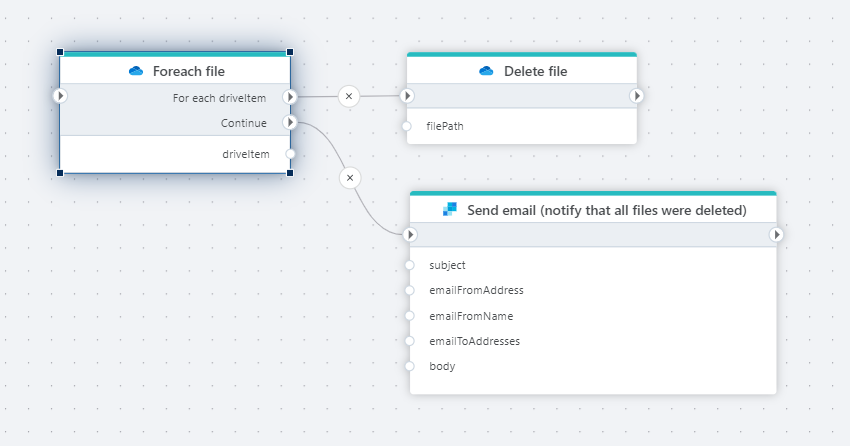 Foreach file
For each driveItem
Continue
driveItem
Delete file
filePath
Send email (notify that all files were deleted)
subject
emailFromAddress
emailFromName
emailToAddresses
body